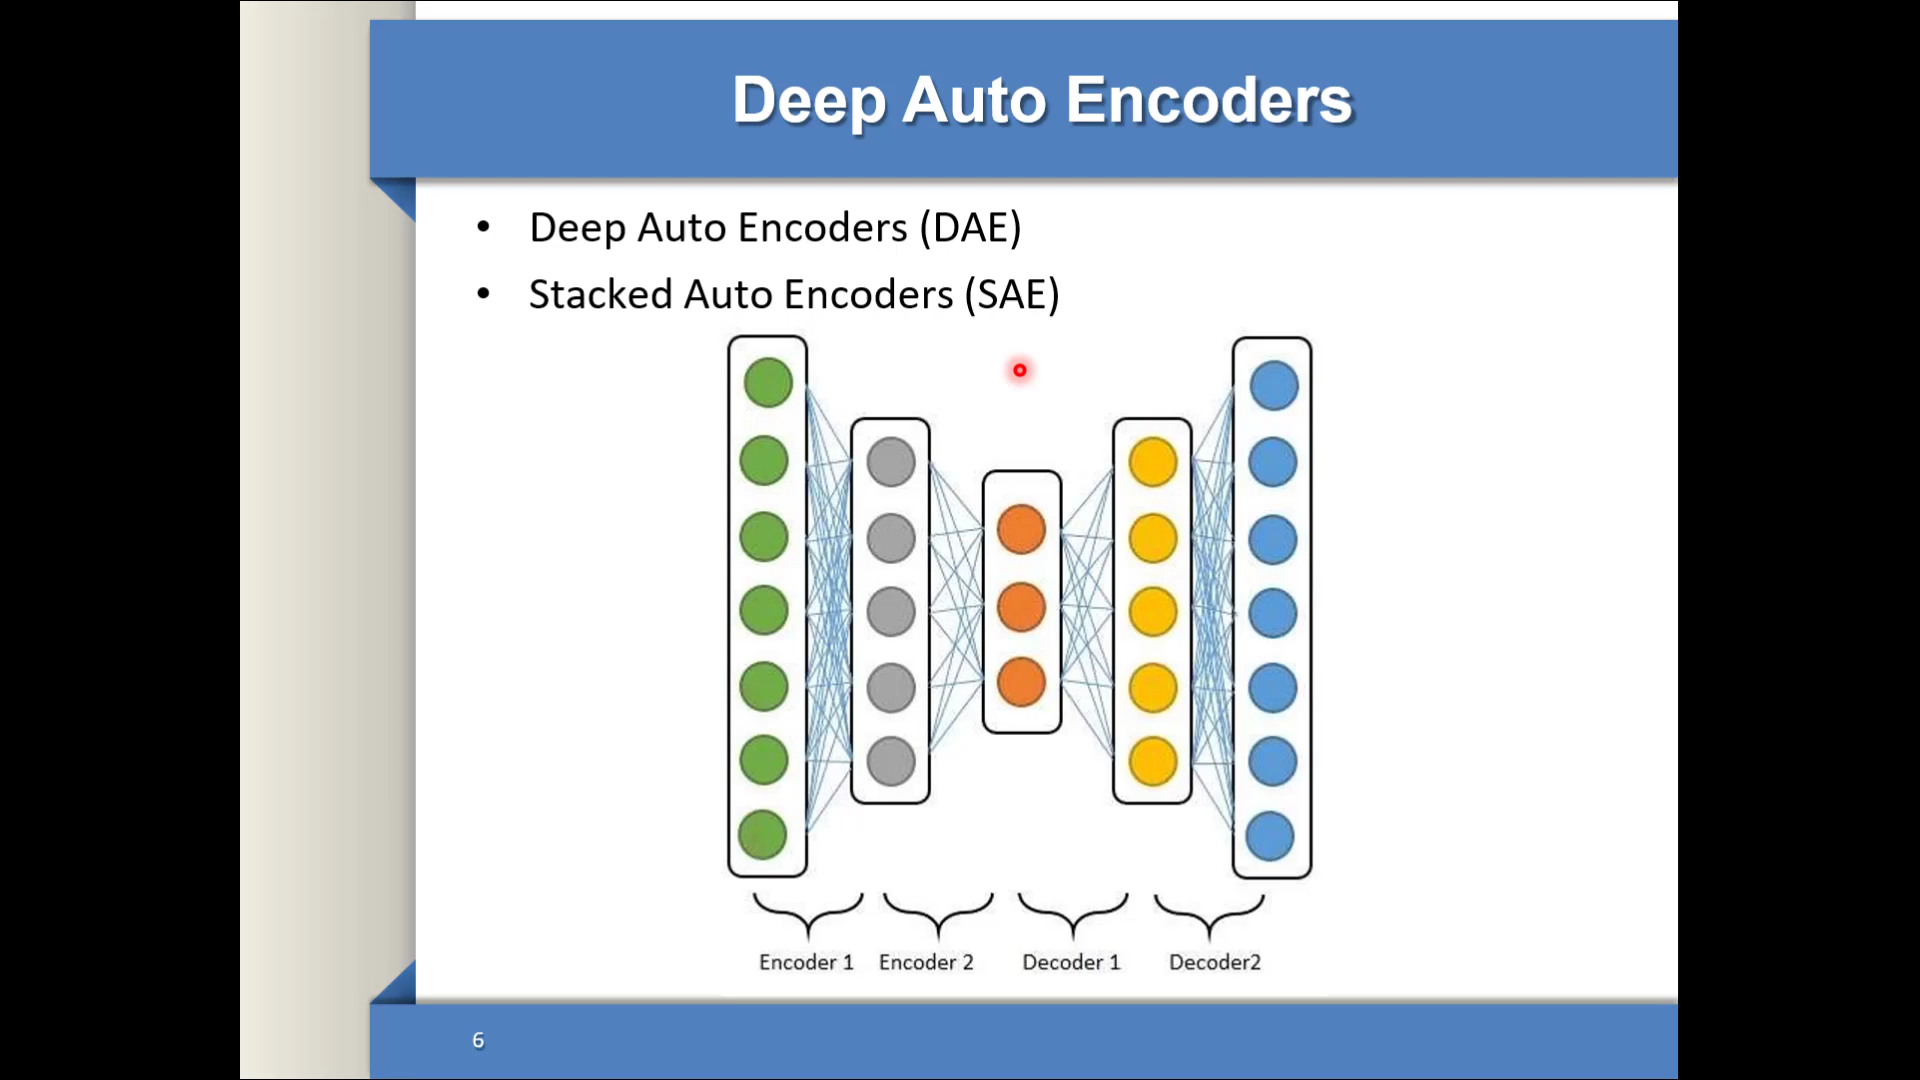 Deep Auto Encoders
• Deep Auto Encoders (DAE)
• Stacked Auto Encoders (SAE)
Encoder 1 Encoder 2 Decoder 1 Decoder2
6